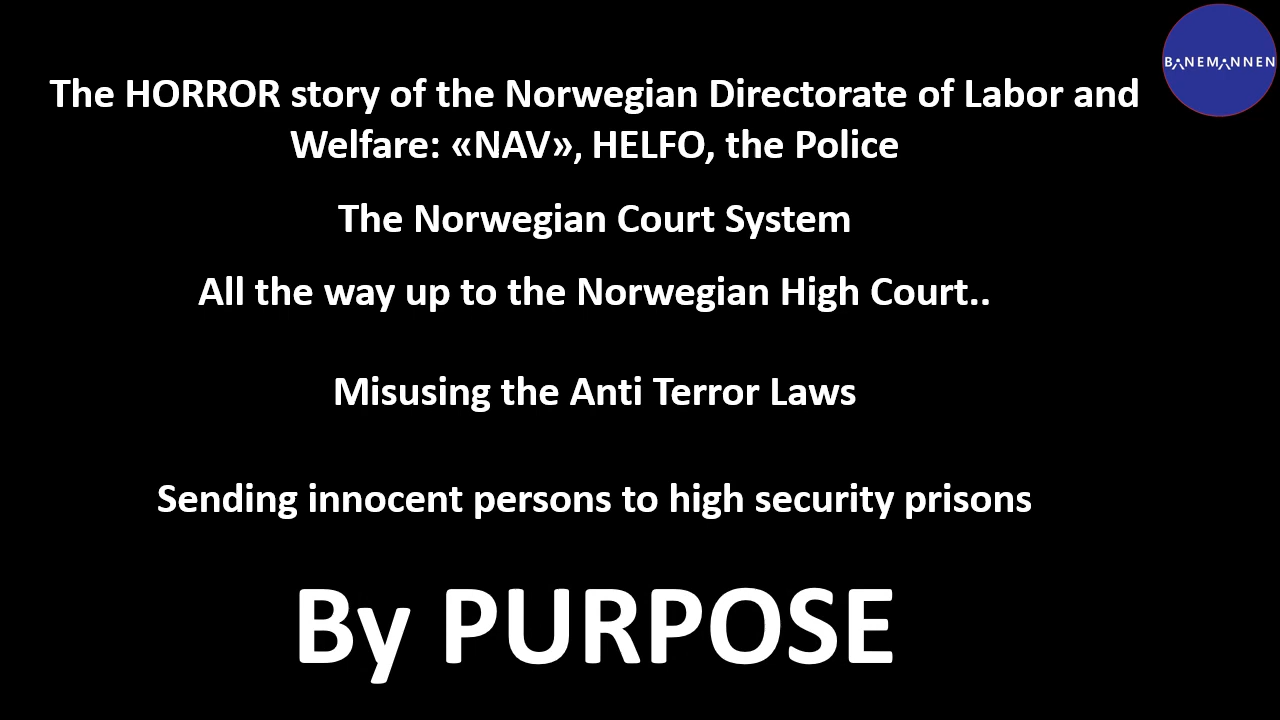 BANEMANNEN
The HORROR story of the Norwegian Directorate of Labor and
Welfare: «NAV», HELFO, the Police
The Norwegian Court System
All the way up to the Norwegian High Court..
Misusing the Anti Terror Laws
Sending innocent persons to high security prisons
By PURPOSE